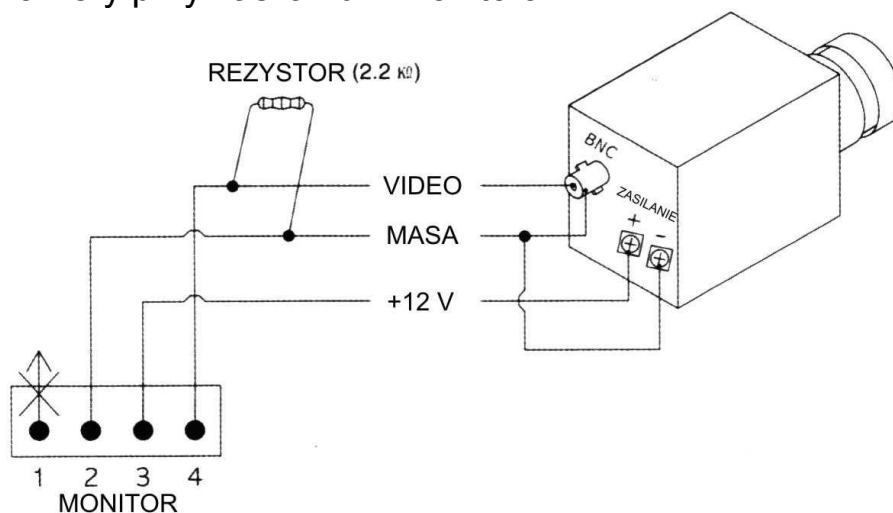 REZYSTOR (2.2 KΩ)
BNC
ZASILANIE
+ -
VIDEO
MASA
+12 V
1 2 3 4
MONITOR